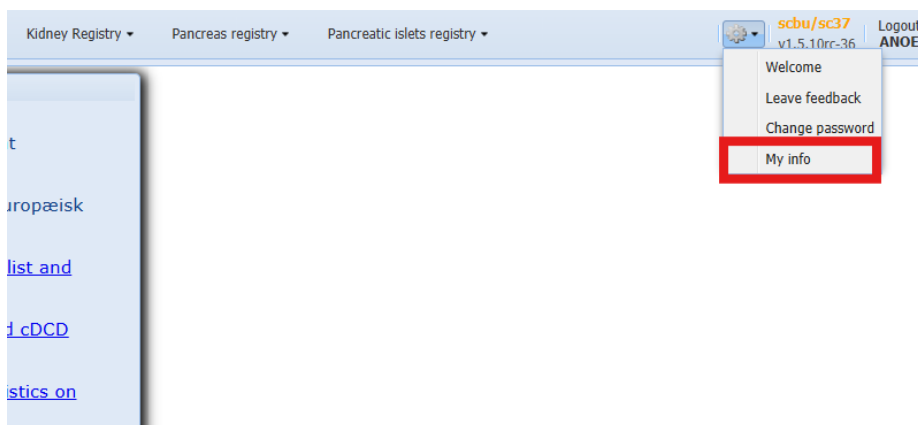 Kidney Registry Pancreas registry Pancreatic islets registry
scbu/sc37
v1.5.10rc-36
Logout
ANOE
Welcome
Leave feedback
Change password
My info
t
uropæisk
list and
d cDCD
istics on